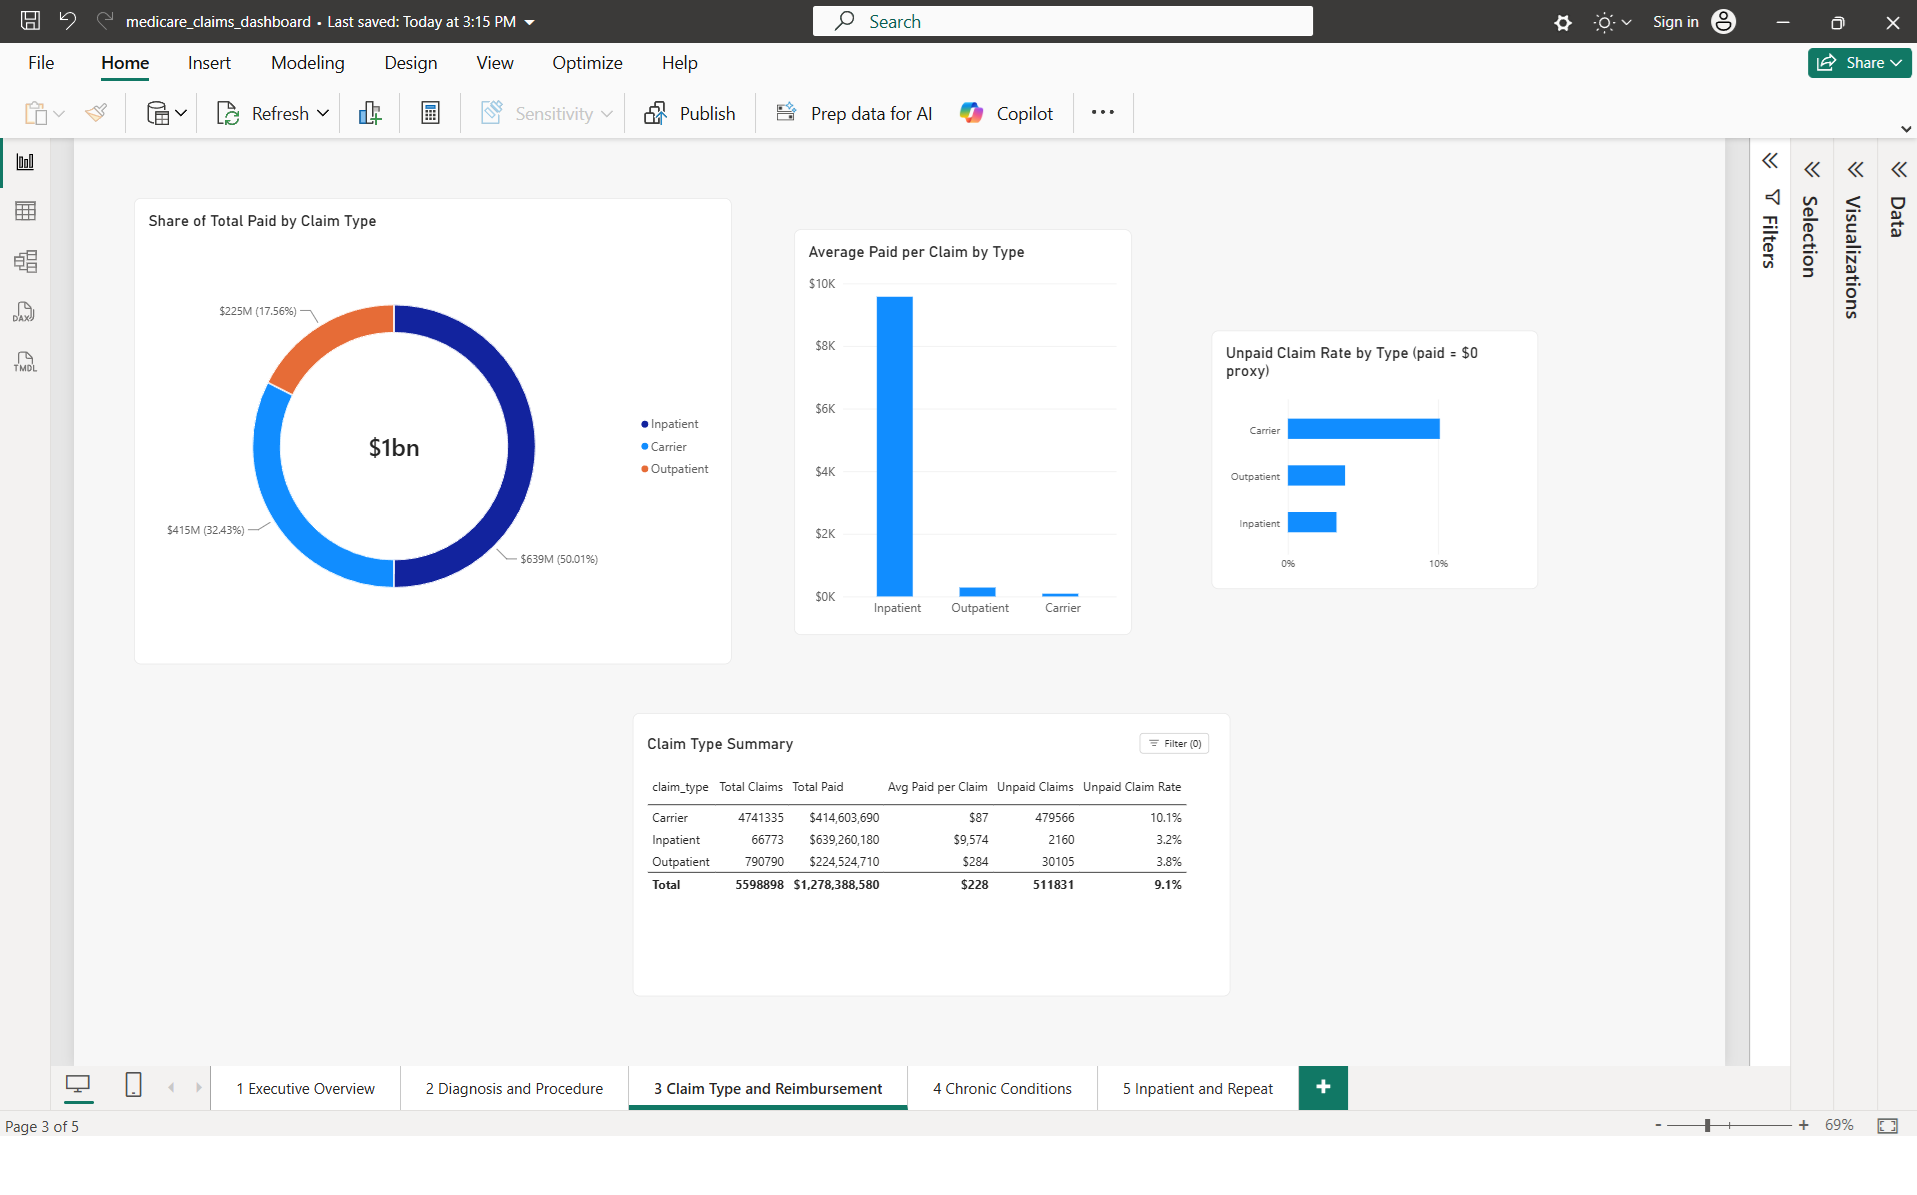 medicare_claims_dashboard • Last saved: Today at 3:15 PM
Search
Sign in
File
Home
Insert
Modeling
Design
View
Optimize
Help
Share
Refresh
Sensitivity
Publish
Prep data for AI
Copilot
DAX
TMDL
Share of Total Paid by Claim Type
$225M (17.56%)
$1bn
$415M (32.43%)
$639M (50.01%)
Inpatient
Carrier
Outpatient
Average Paid per Claim by Type
$10K
$8K
$6K
$4K
$2K
$0K
Inpatient Outpatient Carrier
Unpaid Claim Rate by Type (paid = $0
proxy)
Carrier
Outpatient
Inpatient
0% 10%
Claim Type Summary
Filter (0)
claim_type Total Claims Total Paid Avg Paid per Claim Unpaid Claims Unpaid Claim Rate
Carrier 4741335 $414,603,690 $87 479566 10.1%
Inpatient 66773 $639,260,180 $9,574 2160 3.2%
Outpatient 790790 $224,524,710 $284 30105 3.8%
Total 5598898 $1,278,388,580 $228 511831 9.1%
Filters
Selection
Visualizations
Data
1 Executive Overview
2 Diagnosis and Procedure
3 Claim Type and Reimbursement
4 Chronic Conditions
5 Inpatient and Repeat
Page 3 of 5
- + 69%